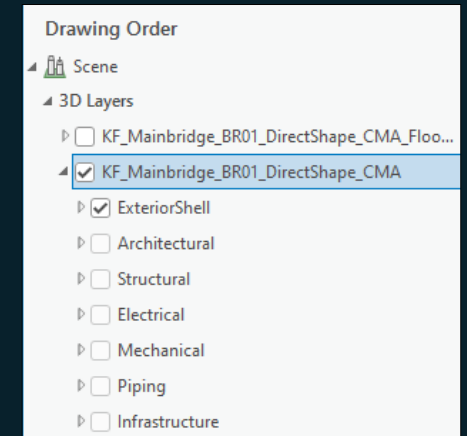 Drawing Order
Scene
3D Layers
KF_Mainbridge_BR01_DirectShape_CMA_Floo...
KF_Mainbridge_BR01_DirectShape_CMA
ExteriorShell
Architectural
Structural
Electrical
Mechanical
Piping
Infrastructure